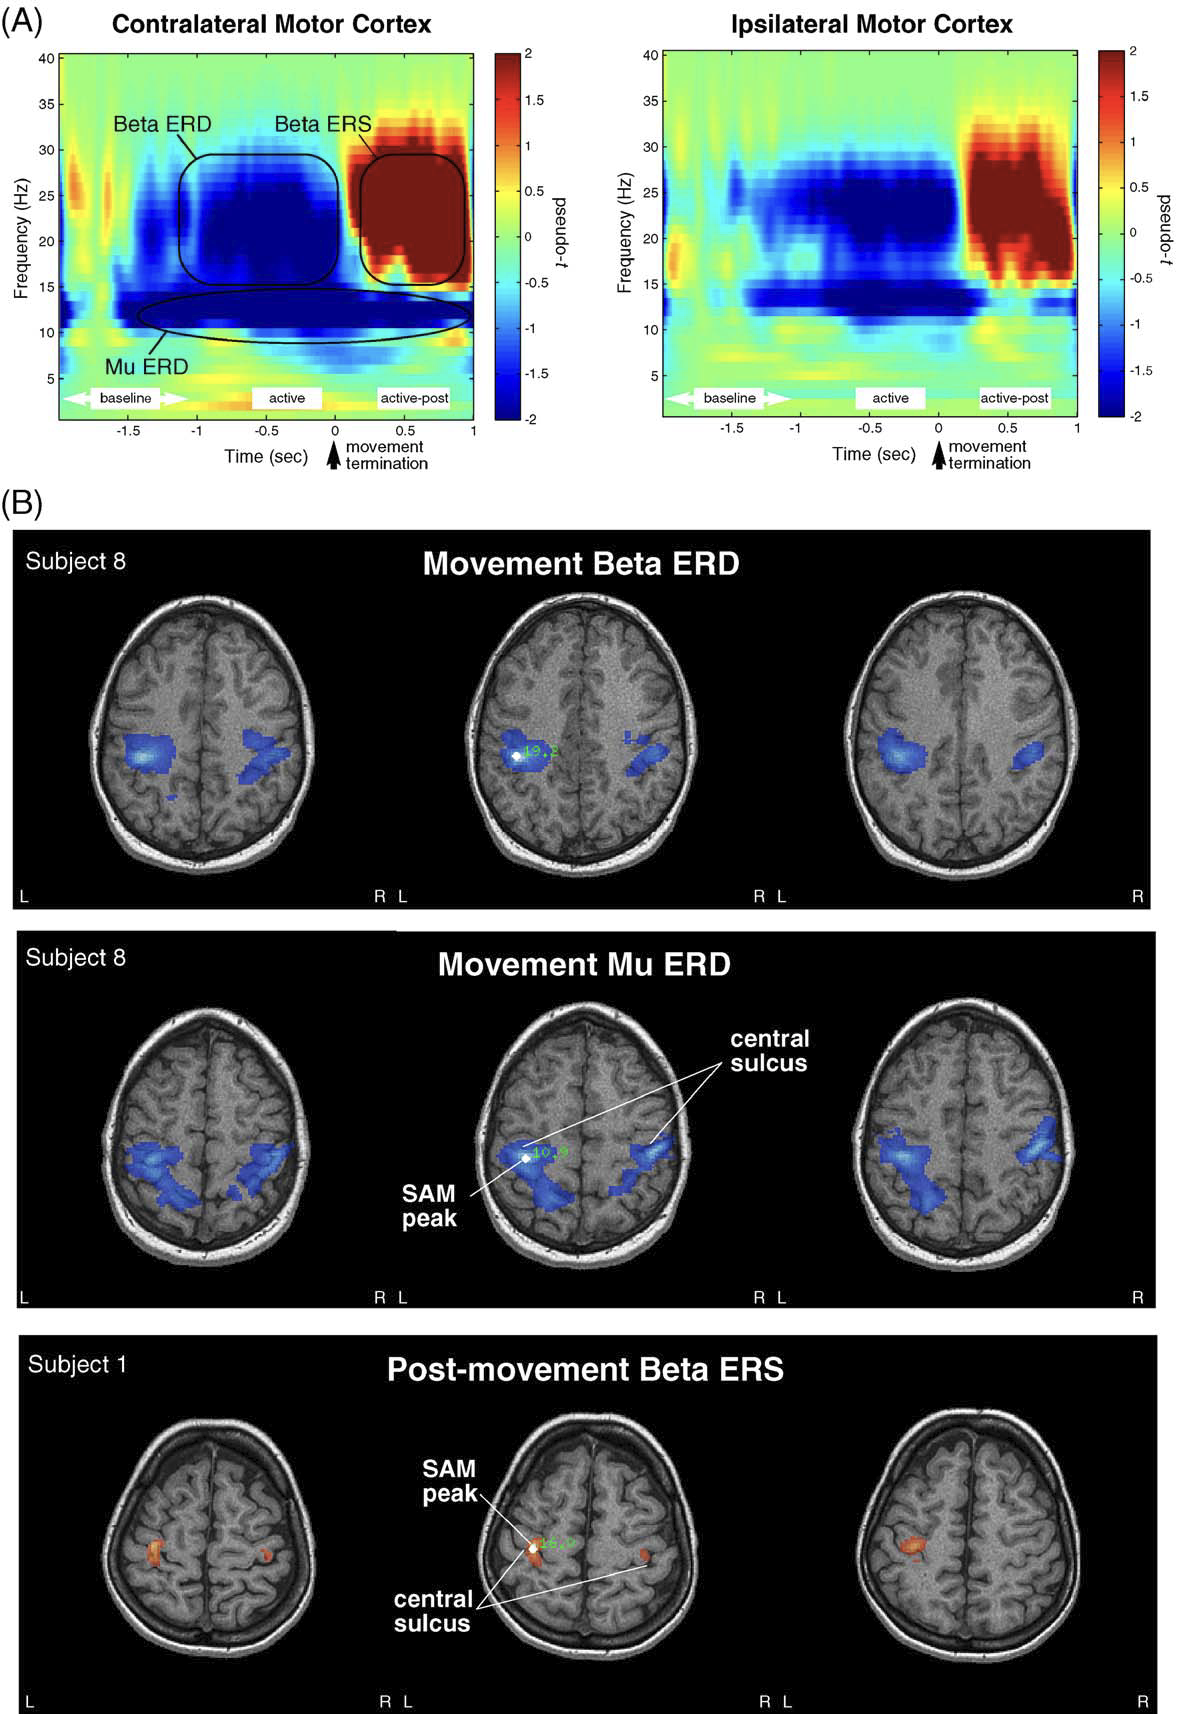 (A)
Contralateral Motor Cortex
Ipsilateral Motor Cortex
40
35
30
25
20
15
10
5
Frequency (Hz)
Beta ERD
Beta ERS
Mu ERD
baseline
active
active-post
-1.5
-1
-0.5
0
0.5
1
Time (sec)
movement
termination
2
1.5
1
0.5
0
-0.5
-1
-1.5
-2
pseudo-t
40
35
30
25
20
15
10
5
Frequency (Hz)
baseline
active
active-post
-1.5
-1
-0.5
0
0.5
1
Time (sec)
movement
termination
2
1.5
1
0.5
0
-0.5
-1
-1.5
-2
pseudo-t
(B)
Subject 8
Movement Beta ERD
19.2
L
R
L
R
L
R
Subject 8
Movement Mu ERD
central
sulcus
10.9
SAM
peak
L
R
L
R
L
R
Subject 1
Post-movement Beta ERS
SAM
peak
16.0
central
sulcus
L
R
L
R
L
R